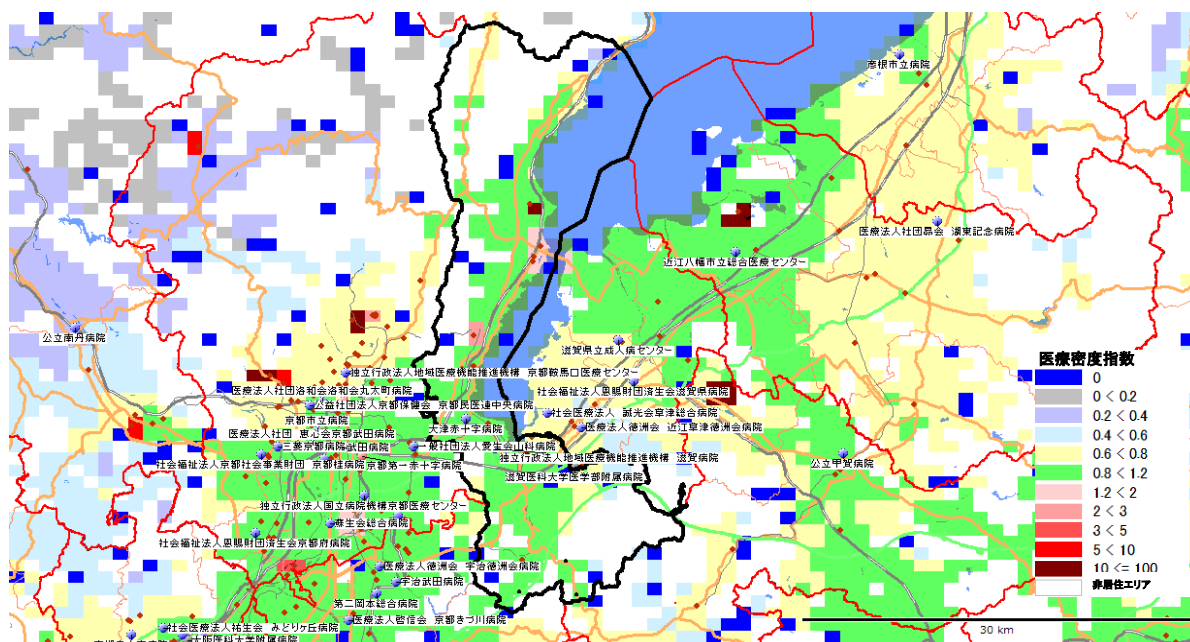 彦根市立病院
医療法人社団昴会 湖東記念病院
近江八幡市立総合医療センター
公立南丹病院
滋賀県立成人病センター
医療密度指数
0
0 < 0.2
0.2 < 0.4
0.4 < 0.6
0.6 < 0.8
0.8 < 1.2
1.2 < 2
2 < 3
3 < 5
5 < 10
10 <= 100
非居住エリア
独立行政法人地域医療機能推進機構 京都鞍馬口医療センター
医療法人社団洛和会洛和会丸太町病院
社会福祉法人恩賜財団済生会滋賀県病院
公益社団法人京都保健会 京都民医連中央病院
社会医療法人 誠光会草津総合病院
京都市立病院
大津赤十字病院
医療法人徳洲会 近江草津徳洲会病院
医療法人社団 恵心会京都武田病院
三菱京都病院
武田病院
一般社団法人愛生会山科病院
独立行政法人地域医療機能推進機構 滋賀病院
公立甲賀病院
社会福祉法人京都社会事業財団 京都桂病院
京都第一赤十字病院
滋賀医科大学医学部附属病院
独立行政法人国立病院機構京都医療センター
蘇生会総合病院
社会福祉法人恩賜財団済生会京都府病院
医療法人徳洲会 宇治徳洲会病院
宇治武田病院
第二岡本総合病院
医療法人啓信会 京都きづ川病院
社会医療法人祐生会 みどりヶ丘病院
大阪医科大学附属病院
30 km